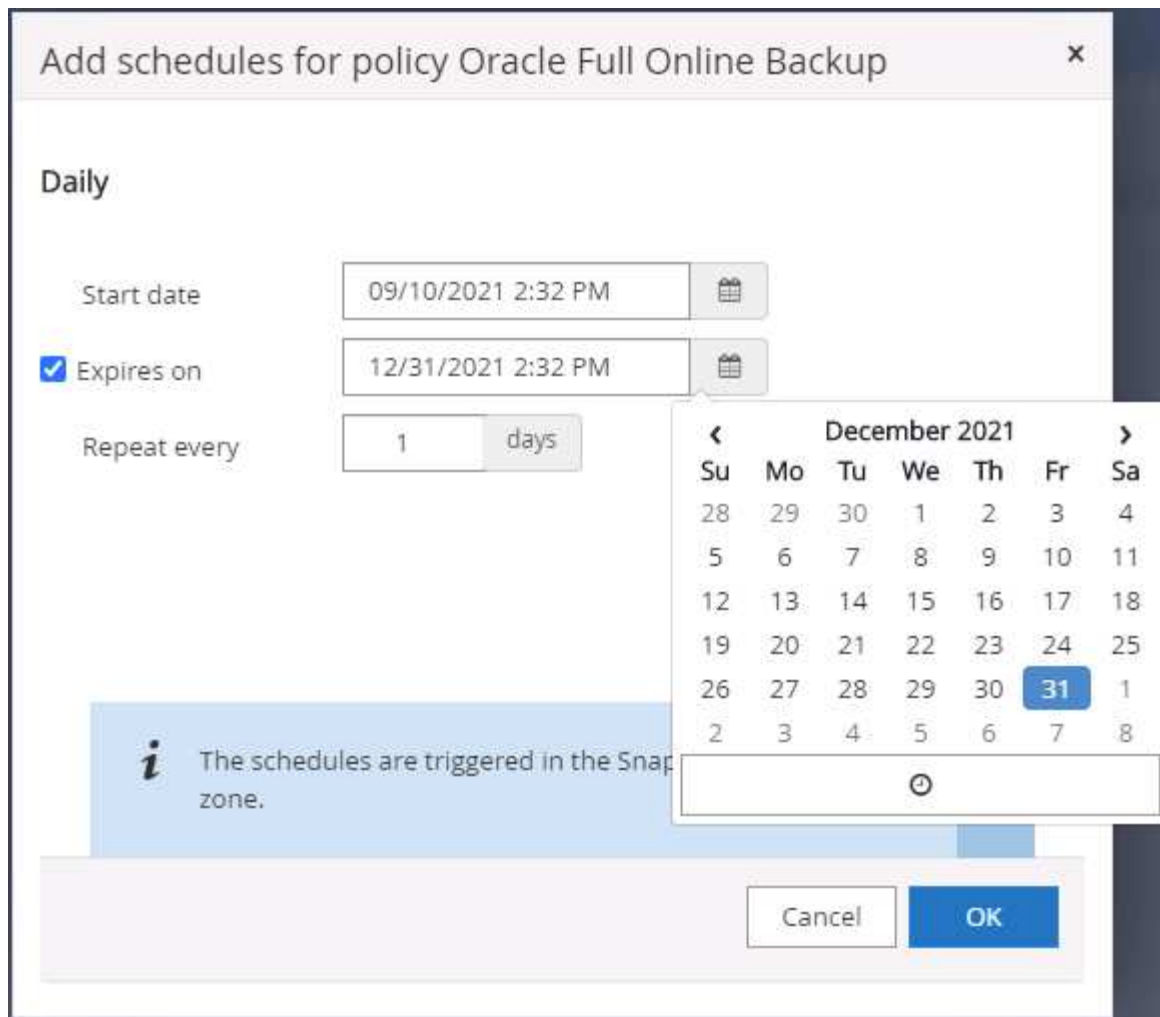 Add schedules for policy Oracle Full Online Backup ×
Daily
Start date 09/10/2021 2:32 PM
Expires on 12/31/2021 2:32 PM
Repeat every 1 days
‹ December 2021 ›
Su Mo Tu We Th Fr Sa
28 29 30 1 2 3 4
5 6 7 8 9 10 11
12 13 14 15 16 17 18
19 20 21 22 23 24 25
26 27 28 29 30 31 1
2 3 4 5 6 7 8
i The schedules are triggered in the Snap
zone.
Cancel OK